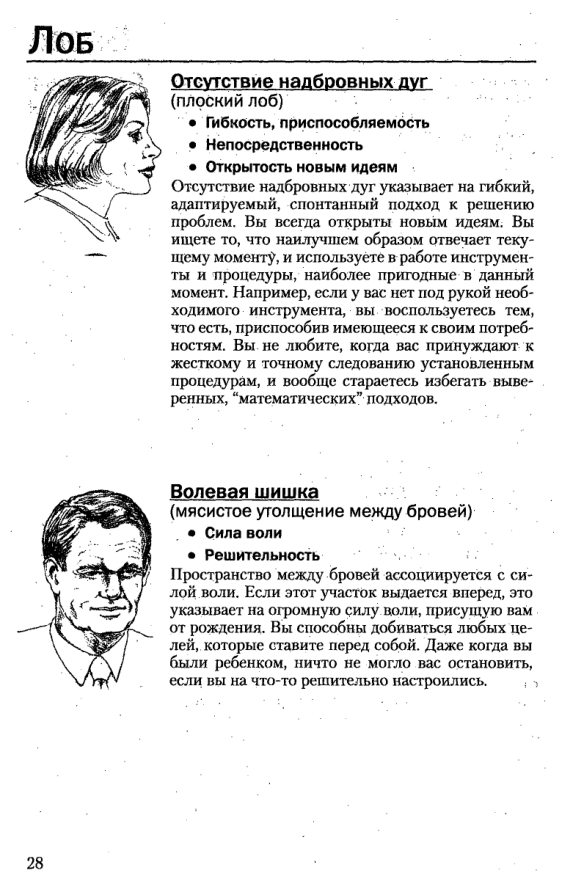 Лоб
Отсутствие надбровных дуг
(плоский лоб)
• Гибкость, приспособляемость
• Непосредственность
• Открытость новым идеям
Отсутствие надбровных дуг указывает на гибкий,
адаптируемый, спонтанный подход к решению
проблем. Вы всегда открыты новым идеям. Вы
ищете то, что наилучшем образом отвечает теку-
щему моменту, и используете в работе инструмен-
ты и процедуры, наиболее пригодные в данный
момент. Например, если у вас нет под рукой необ-
ходимого инструмента, вы воспользуетесь тем,
что есть, приспособив имеющееся к своим потреб-
ностям. Вы не любите, когда вас принуждают к
жесткому и точному следованию установленным
процедурам, и вообще стараетесь избегать выве-
ренных, “математических” подходов.
Волевая шишка
(мясистое утолщение между бровей)
• Сила воли
• Решительность
Пространство между бровей ассоциируется с си-
лой воли. Если этот участок выдается вперед, это
указывает на огромную силу воли, присущую вам
от рождения. Вы способны добиваться любых це-
лей, которые ставите перед собой. Даже когда вы
были ребенком, ничто не могло вас остановить,
если вы на что-то решительно настроились.
28